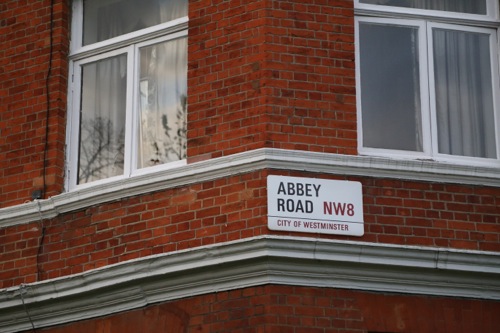 ABBEY
ROAD NW8
CITY OF WESTMINSTER